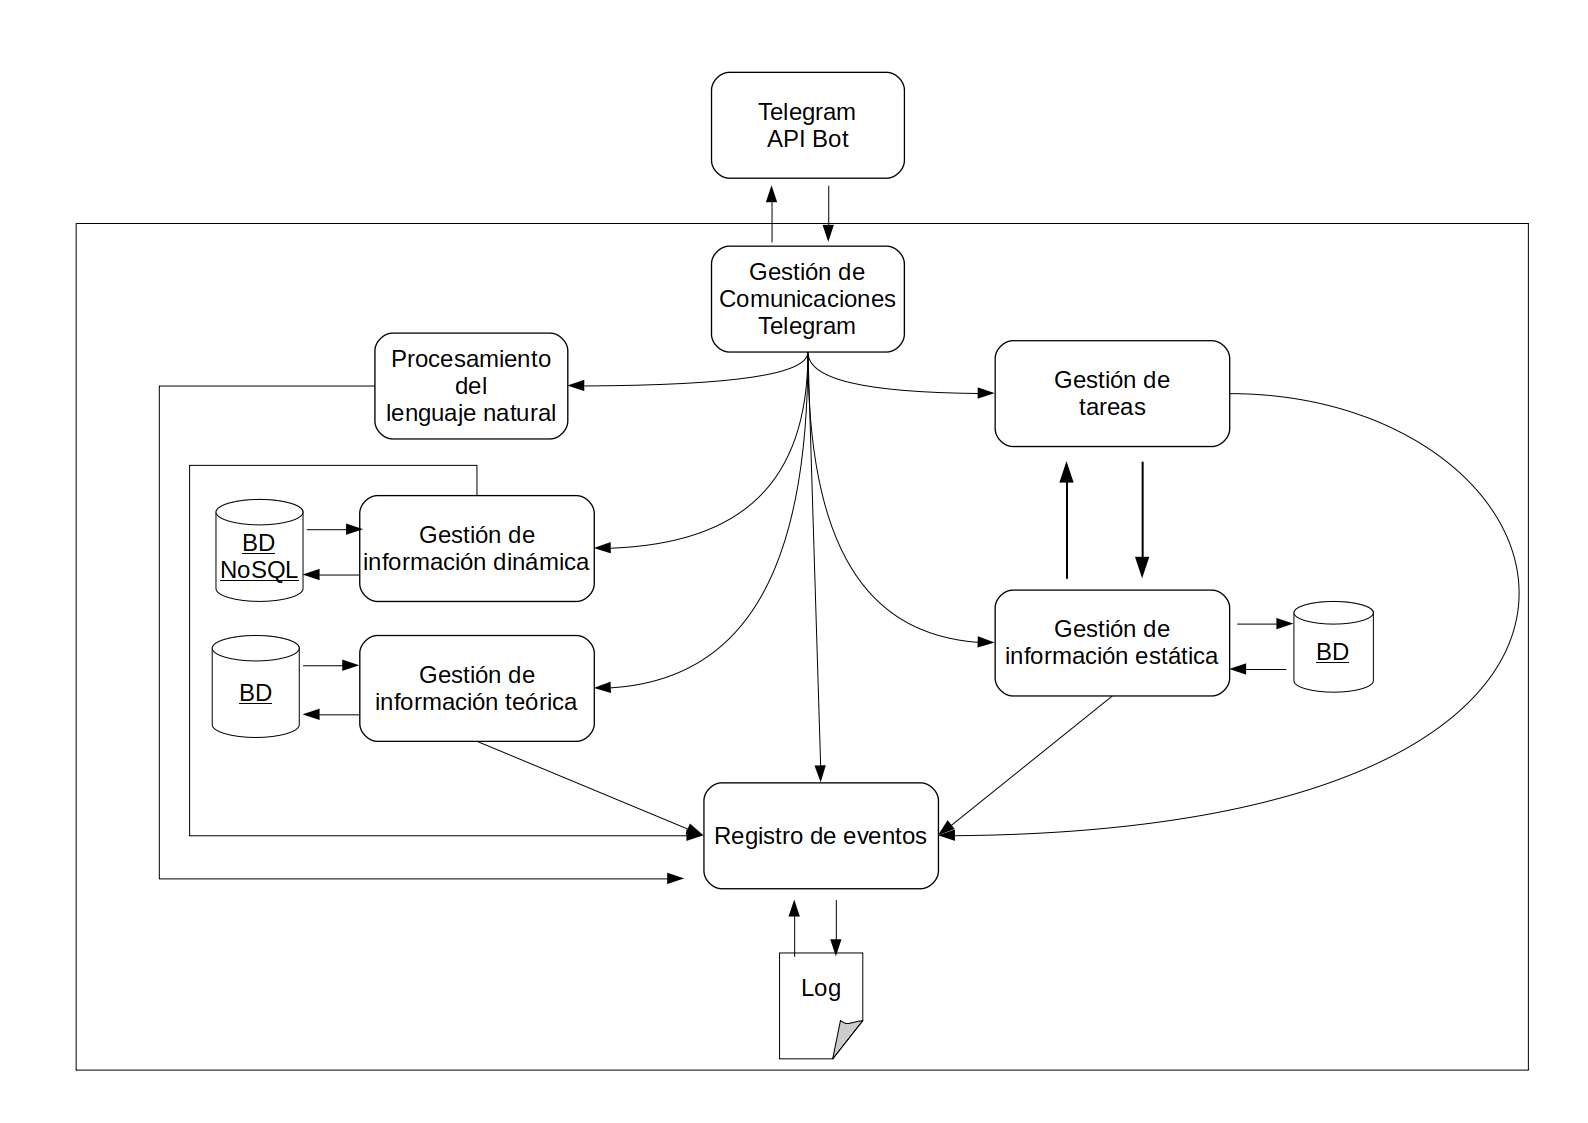 Telegram
API Bot
Gestión de
Comunicaciones
Telegram
Procesamiento
del
lenguaje natural
Gestión de
tareas
BD
NoSQL
Gestión de
información dinámica
BD
Gestión de
información teórica
Gestión de
información estática
BD
Registro de eventos
Log